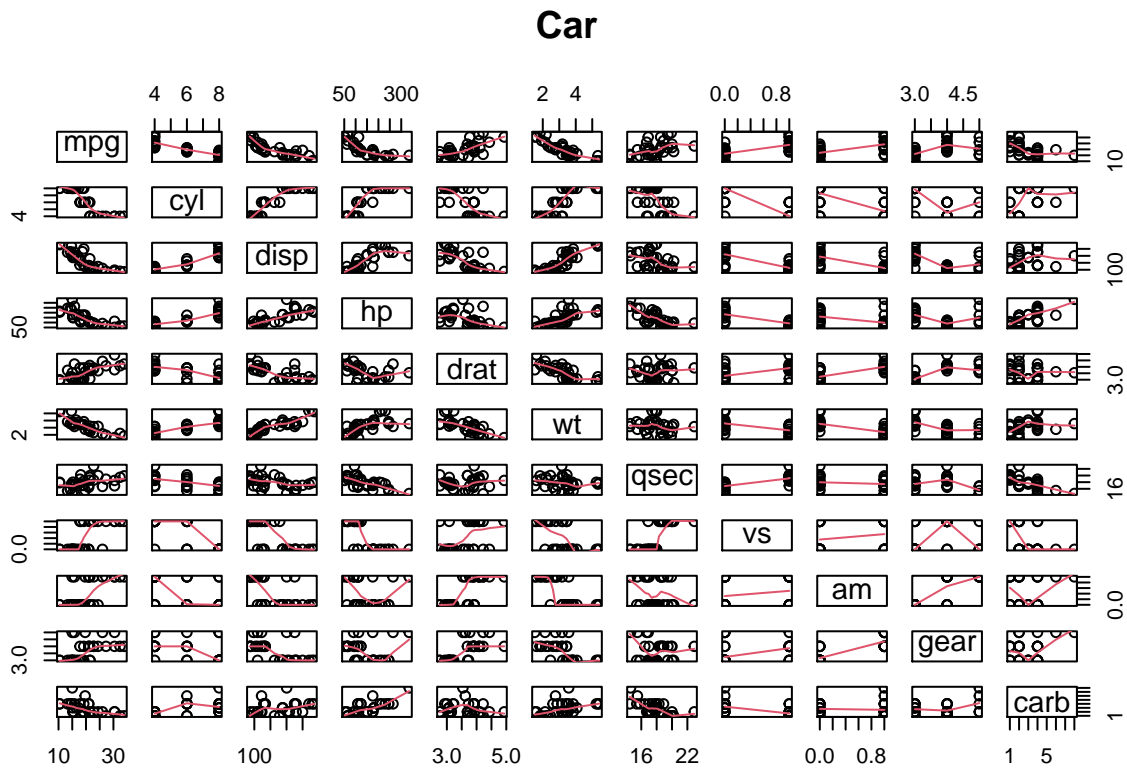 Car
4 6 8 50 300 2 4 0.0 0.8 3.0 4.5
mpg 10
4 cyl
disp 100
50 hp
drat 3.0
2 wt
qsec 16
0.0 vs
am 0.0
3.0 gear
carb 1
10 20 30 100 3.0 5.0 16 22 0.0 0.8 1 5